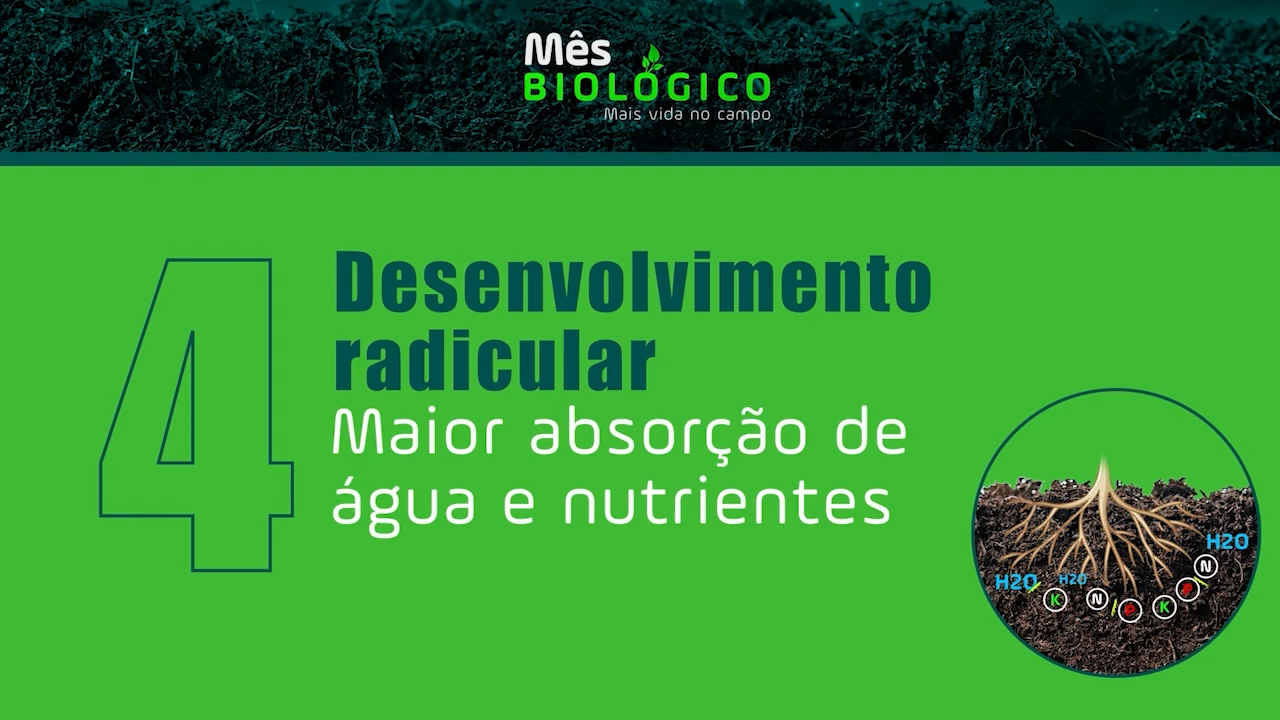 Mês
BIOLÓGICO
Mais vida no campo
4
Desenvolvimento
radicular
Maior absorção de
água e nutrientes
H2O
N
H2O
H2O
K
N
P
K
P